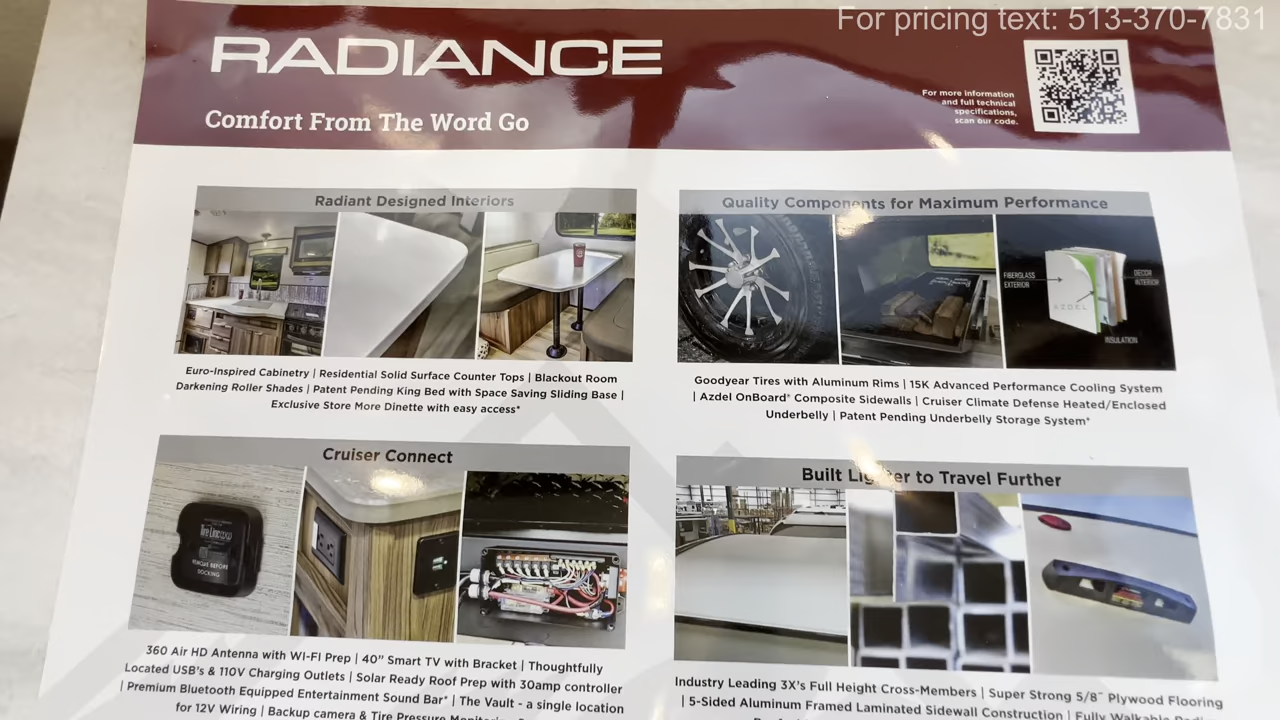 For pricing text: 513-370-7831
RADIANCE
Comfort From The Word Go
For more information
and full technical
specifications,
scan our code.
Radiant Designed Interiors
Euro-Inspired Cabinetry | Residential Solid Surface Counter Tops | Blackout Room
Darkening Roller Shades | Patent Pending King Bed with Space Saving Sliding Base |
Exclusive Store More Dinette with easy access*
Quality Components for Maximum Performance
FIBERGLASS
EXTERIOR
AZDEL
DECOR
INTERIOR
INSULATION
Goodyear Tires with Aluminum Rims | 15K Advanced Performance Cooling System
| Azdel OnBoard® Composite Sidewalls | Cruiser Climate Defense Heated/Enclosed
Underbelly | Patent Pending Underbelly Storage System*
Cruiser Connect
REMOVE BEFORE
DOCKING
360 Air HD Antenna with WI-FI Prep | 40” Smart TV with Bracket | Thoughtfully
Located USB's & 110V Charging Outlets | Solar Ready Roof Prep with 30amp controller
| Premium Bluetooth Equipped Entertainment Sound Bar* | The Vault - a single location
for 12V Wiring | Backup camera & Tire Pressure
Built Lighter to Travel Further
Industry Leading 3X's Full Height Cross-Members | Super Strong 5/8" Plywood Flooring
| 5-Sided Aluminum Framed Laminated Sidewall Construction | Fully Walkable